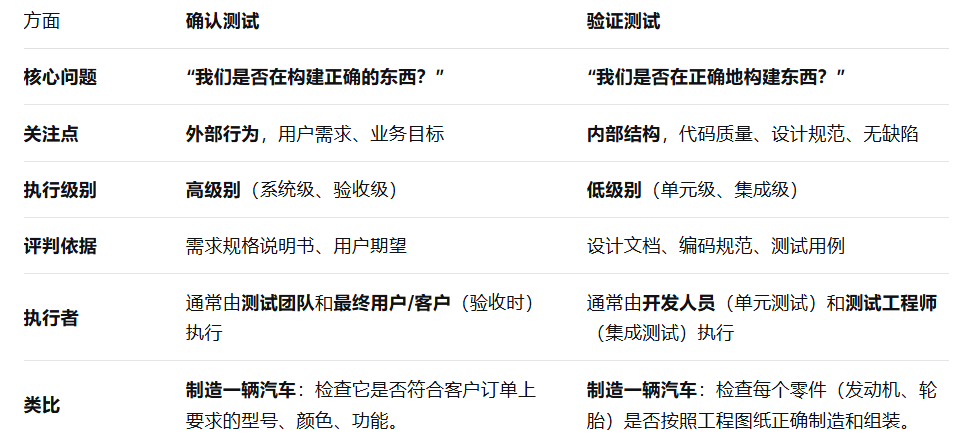 方面 确认测试 验证测试
核心问题 “我们是否在构建正确的东西？” “我们是否在正确地构建东西？”
关注点 外部行为，用户需求、业务目标 内部结构，代码质量、设计规范、无缺陷
执行级别 高级别（系统级、验收级） 低级别（单元级、集成级）
评判依据 需求规格说明书、用户期望 设计文档、编码规范、测试用例
执行者 通常由测试团队和最终用户/客户（验收时） 通常由开发人员（单元测试）和测试工程师
执行 （集成测试）执行
类比 制造一辆汽车：检查它是否符合客户订单上 制造一辆汽车：检查每个零件（发动机、轮
要求的型号、颜色、功能。 胎）是否按照工程图纸正确制造和组装。